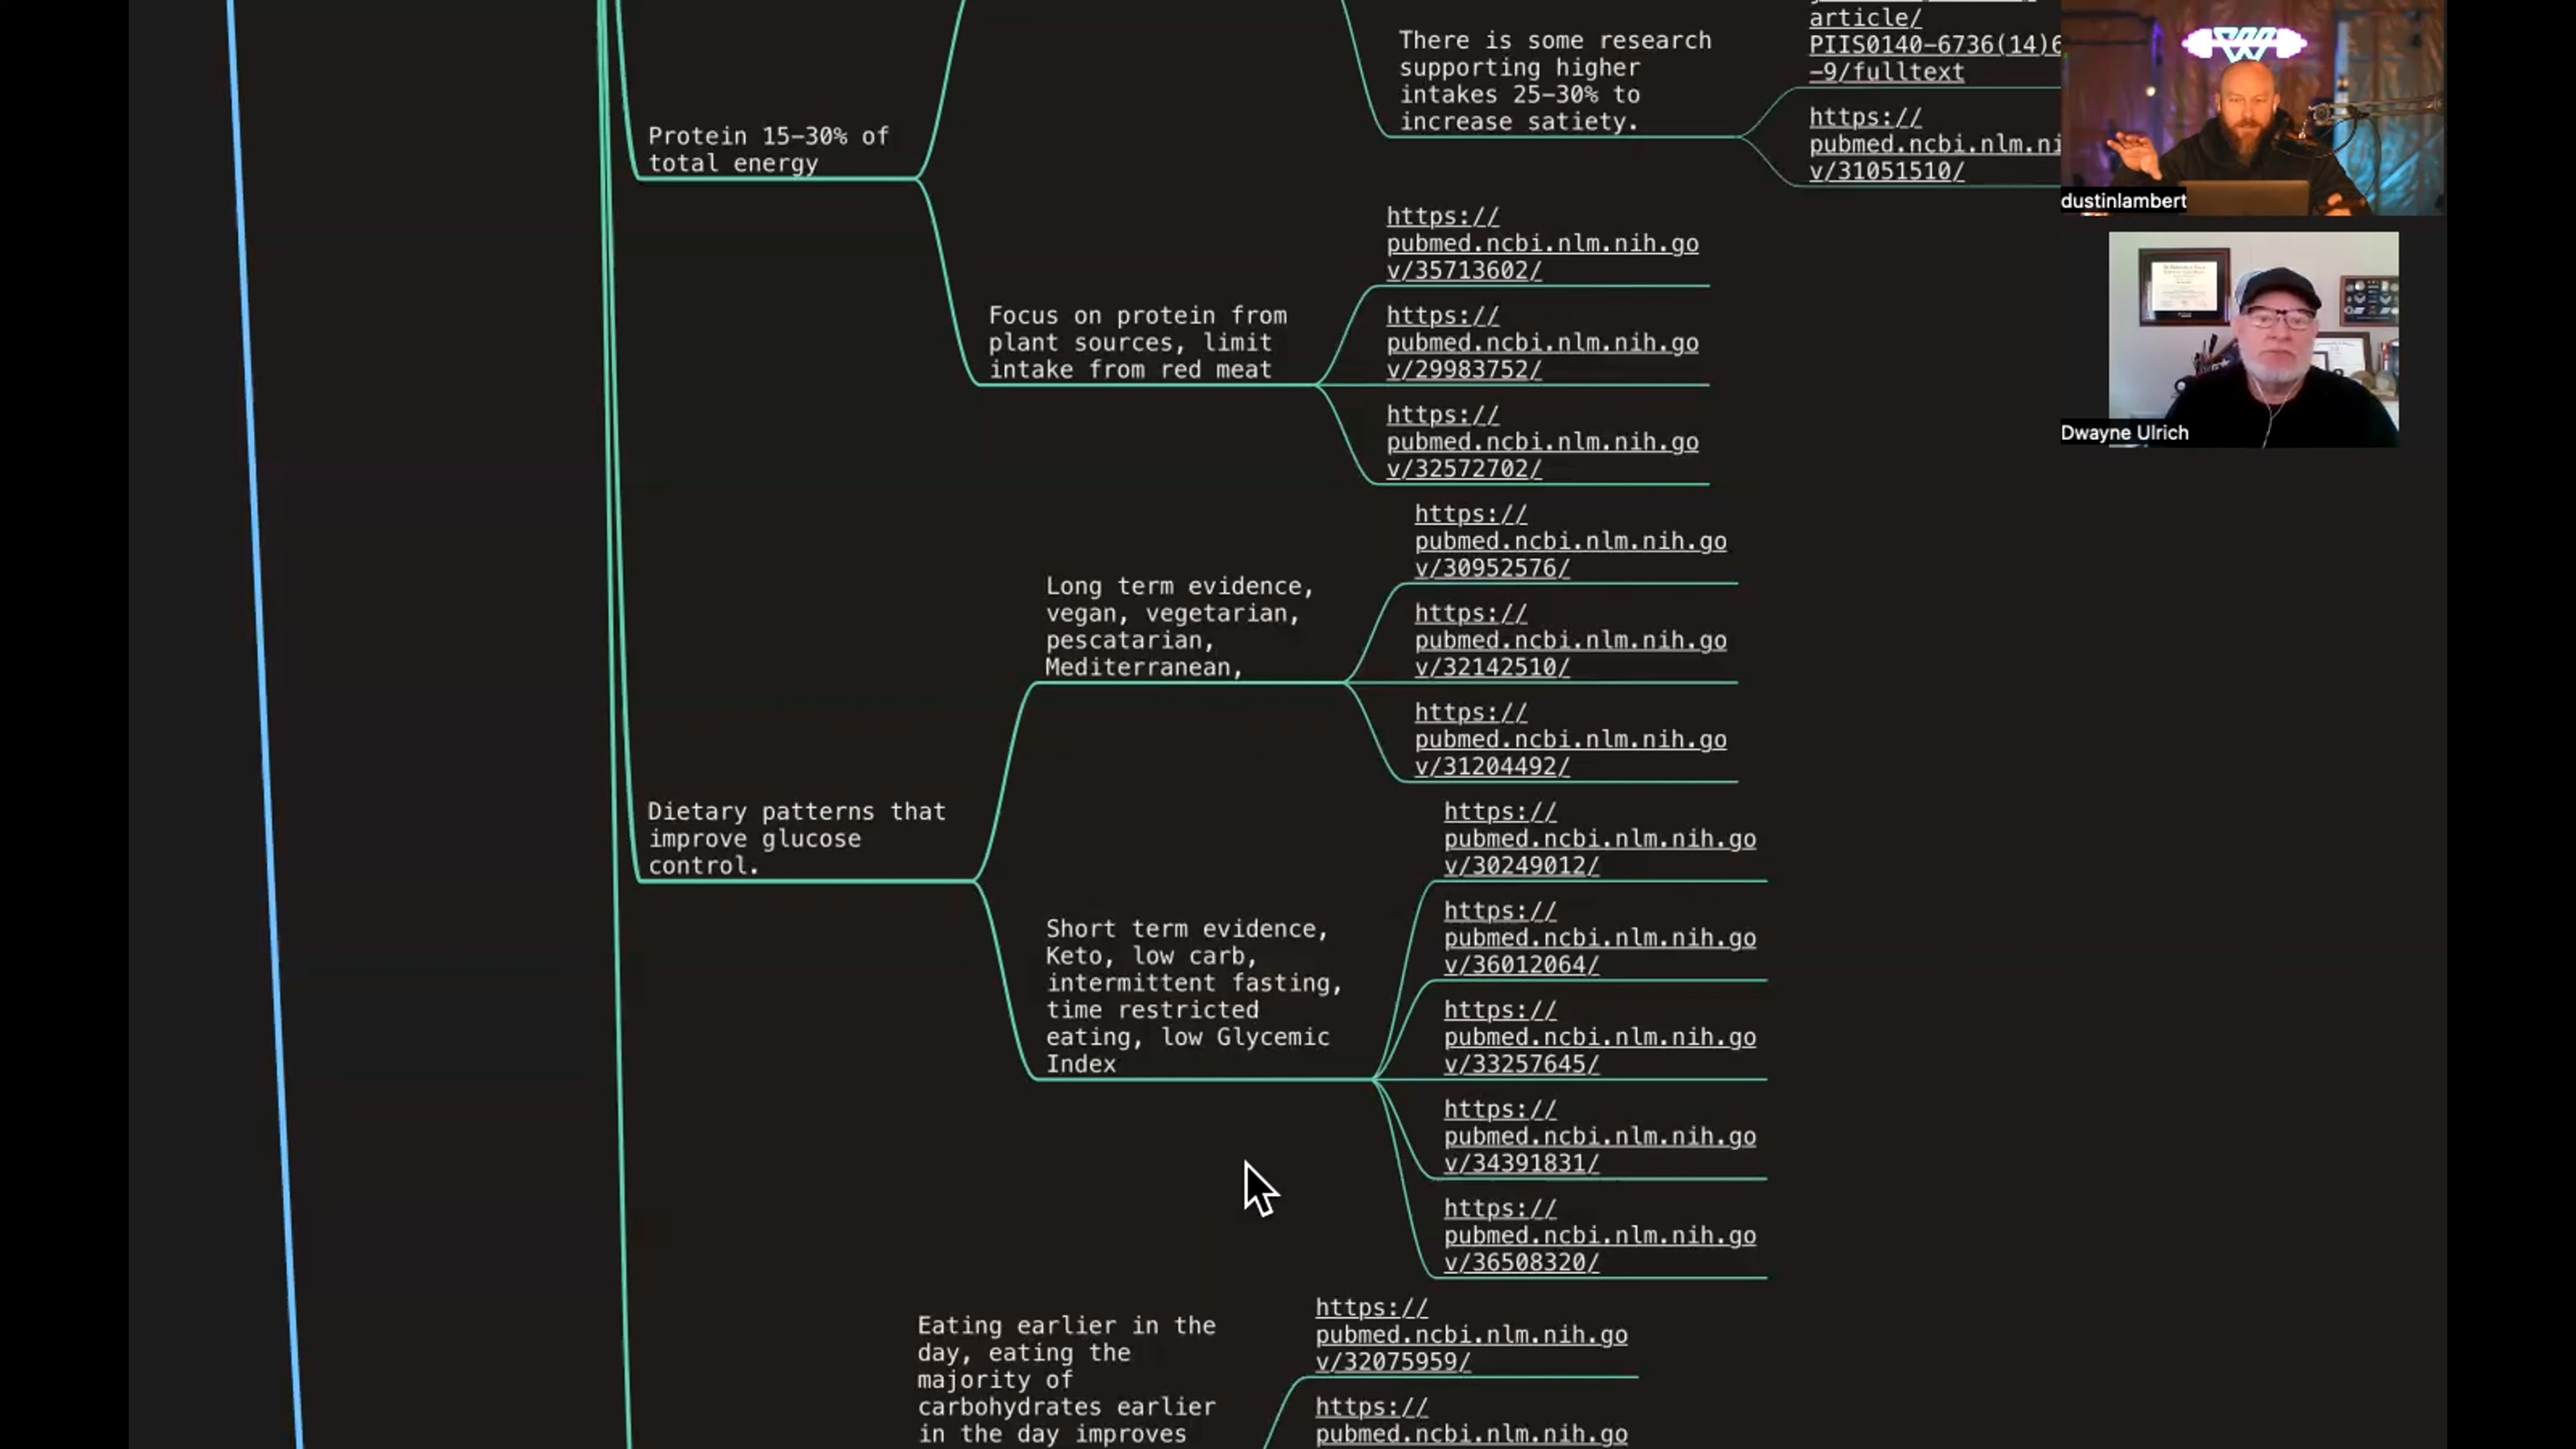 article/
PIIS0140-6736(14)6
-9/fulltext
There is some research
supporting higher
intakes 25-30% to
increase satiety.
https://
pubmed.ncbi.nlm.ni
v/31051510/
Protein 15-30% of
total energy
https://
pubmed.ncbi.nlm.nih.go
v/35713602/
Focus on protein from
plant sources, limit
intake from red meat
https://
pubmed.ncbi.nlm.nih.go
v/29983752/
https://
pubmed.ncbi.nlm.nih.go
v/32572702/
Long term evidence,
vegan, vegetarian,
pescatarian,
Mediterranean,
https://
pubmed.ncbi.nlm.nih.go
v/30952576/
https://
pubmed.ncbi.nlm.nih.go
v/32142510/
https://
pubmed.ncbi.nlm.nih.go
v/31204492/
Dietary patterns that
improve glucose
control.
https://
pubmed.ncbi.nlm.nih.go
v/30249012/
Short term evidence,
Keto, low carb,
intermittent fasting,
time restricted
eating, low Glycemic
Index
https://
pubmed.ncbi.nlm.nih.go
v/36012064/
https://
pubmed.ncbi.nlm.nih.go
v/33257645/
https://
pubmed.ncbi.nlm.nih.go
v/34391831/
https://
pubmed.ncbi.nlm.nih.go
v/36508320/
Eating earlier in the
day, eating the
majority of
carbohydrates earlier
in the day improves
https://
pubmed.ncbi.nlm.nih.go
v/32075959/
https://
pubmed.ncbi.nlm.nih.go
dustinlambert
Dwayne Ulrich